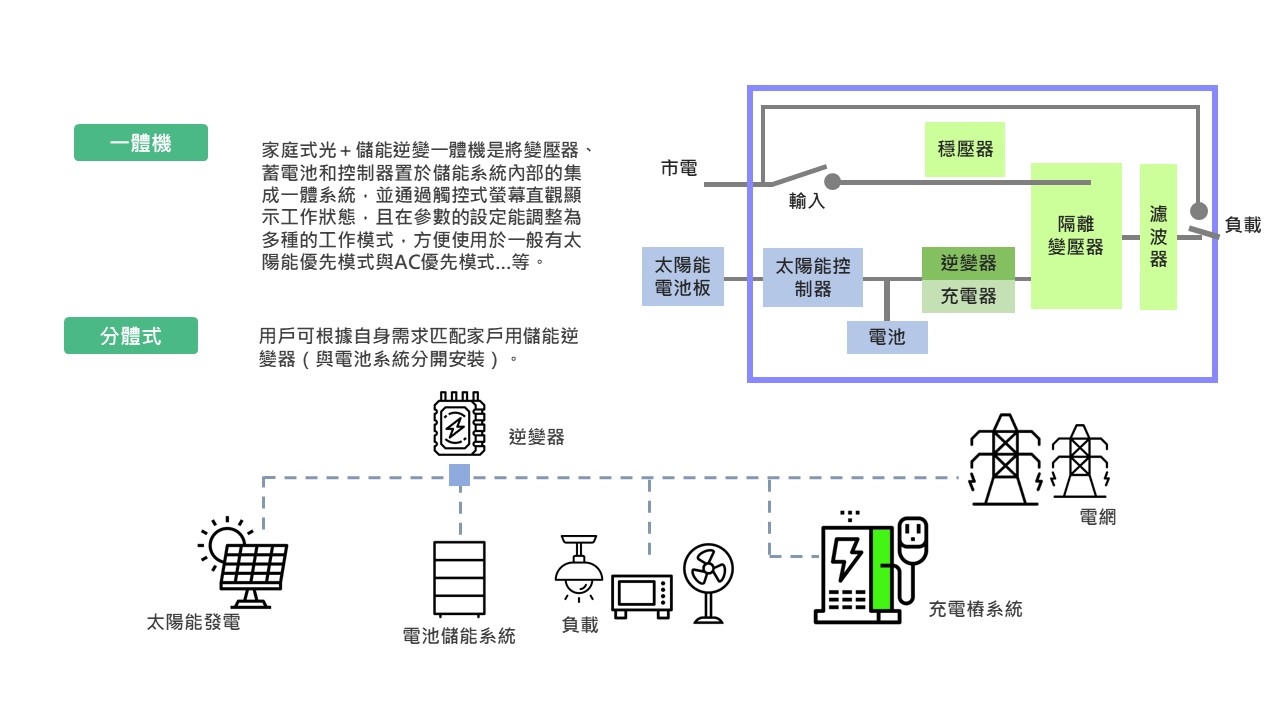 一體機
家庭式光＋儲能逆變一體機是將變壓器、
蓄電池和控制器置於儲能系統內部的集
成一體系統，並通過觸控式螢幕直觀顯
示工作狀態，且在參數的設定能調整為
多種的工作模式，方便使用於一般有太
陽能優先模式與AC優先模式...等。
分體式
用戶可根據自身需求匹配家戶用儲能逆
變器（與電池系統分開安裝）。
市電
輸入
穩壓器
隔離
變壓器
濾
波
器
負載
太陽能
電池板
太陽能控
制器
逆變器
充電器
電池
逆變器
電網
太陽能發電
電池儲能系統
負載
充電樁系統